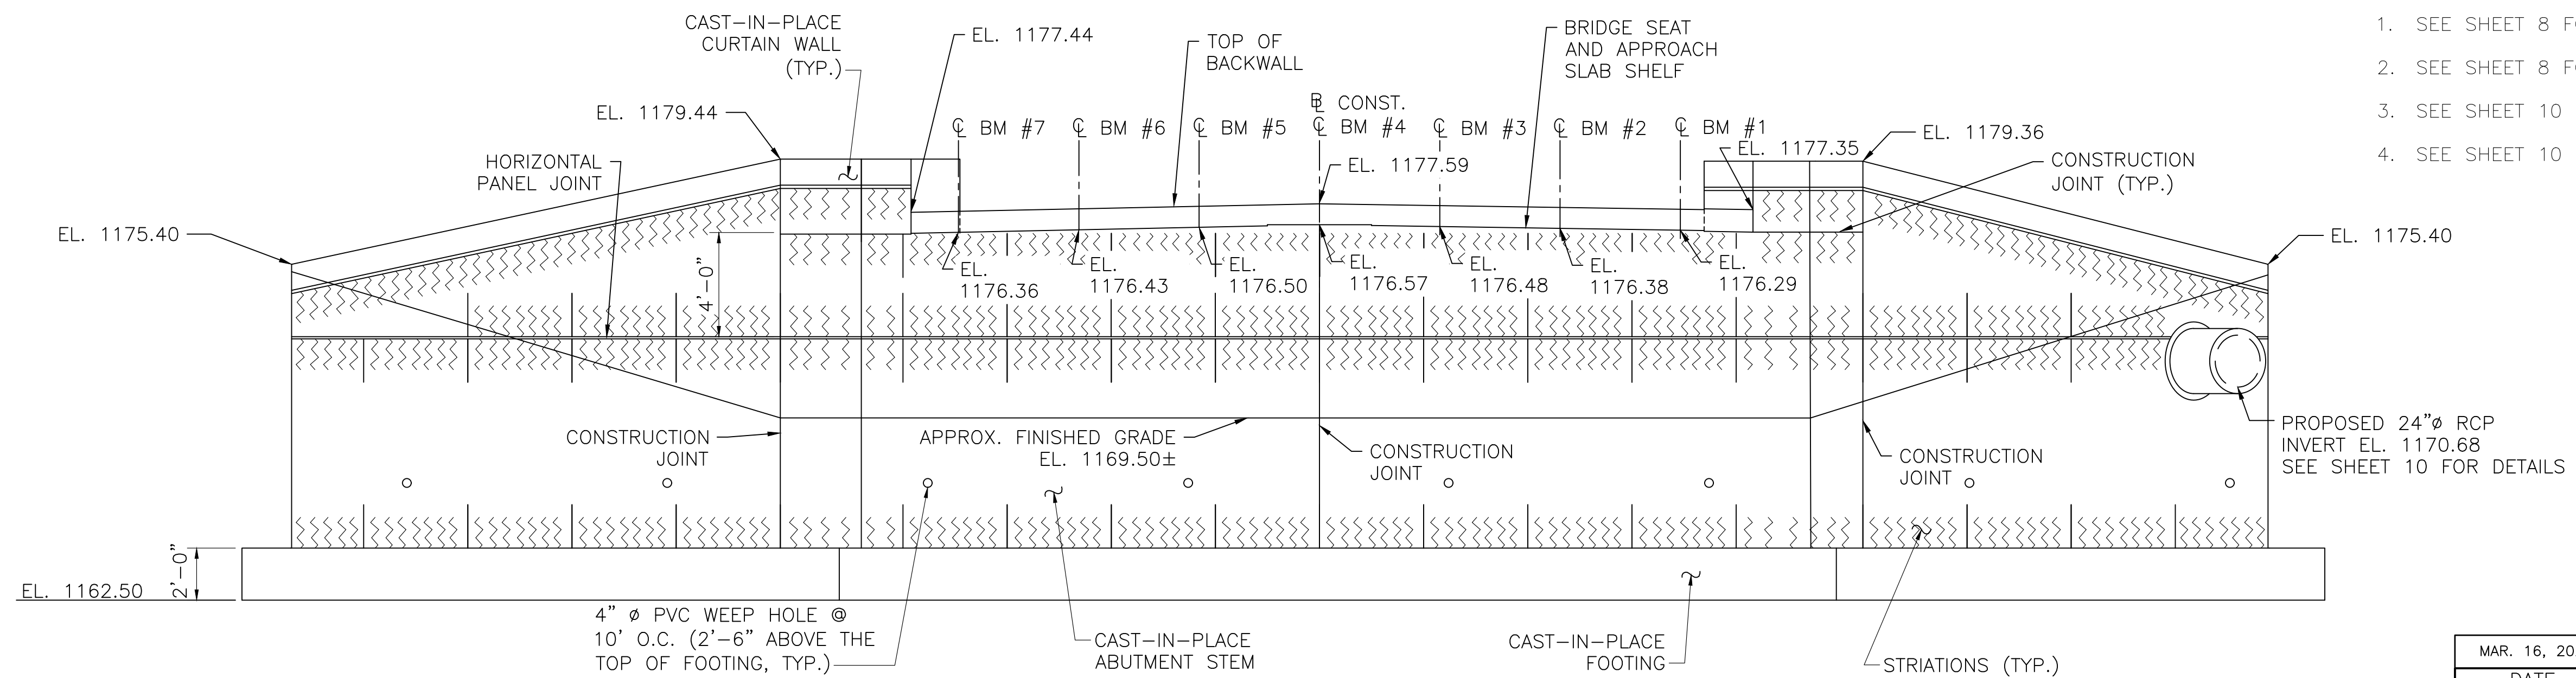 CAST-IN-PLACE
CURTAIN WALL
(TYP.)
EL. 1177.44
TOP OF
BACKWALL
BRIDGE SEAT
AND APPROACH
SLAB SHELF
1. SEE SHEET 8 FO
2. SEE SHEET 8 FO
3. SEE SHEET 10
4. SEE SHEET 10
EL. 1179.44
℄ BM #7
℄ BM #6
℄ BM #5
BL CONST.
℄ BM #4
℄ BM #3
℄ BM #2
℄ BM #1
EL. 1179.36
EL. 1177.35
EL. 1177.59
HORIZONTAL
PANEL JOINT
CONSTRUCTION
JOINT (TYP.)
EL. 1175.40
EL. 1175.40
4'-0"
EL.
1176.36
EL.
1176.43
EL.
1176.50
EL.
1176.57
EL.
1176.48
EL.
1176.38
EL.
1176.29
CONSTRUCTION
JOINT
APPROX. FINISHED GRADE
EL. 1169.50±
CONSTRUCTION
JOINT
CONSTRUCTION
JOINT
PROPOSED 24"ø RCP
INVERT EL. 1170.68
SEE SHEET 10 FOR DETAILS
2'-0"
EL. 1162.50
4" ø PVC WEEP HOLE @
10' O.C. (2'-6" ABOVE THE
TOP OF FOOTING, TYP.)
CAST-IN-PLACE
ABUTMENT STEM
CAST-IN-PLACE
FOOTING
STRIATIONS (TYP.)
MAR. 16, 20
DATE